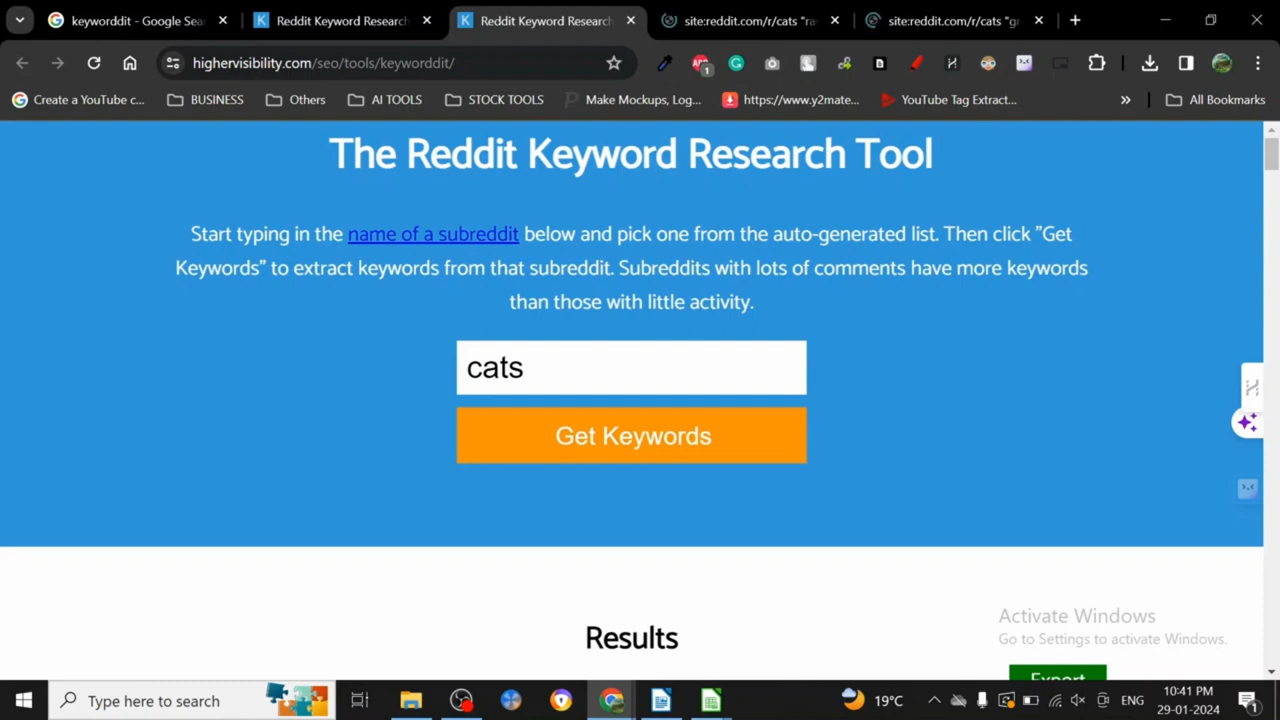 keyworddit - Google Sear
Reddit Keyword Research
Reddit Keyword Research
site:reddit.com/r/cats "ra
site:reddit.com/r/cats "gr
highervisibility.com/seo/tools/keyworddit/
1
Create a YouTube c...
BUSINESS
Others
AI TOOLS
STOCK TOOLS
Make Mockups, Log...
https://www.y2mate...
YouTube Tag Extract...
»
All Bookmarks
The Reddit Keyword Research Tool
Start typing in the name of a subreddit below and pick one from the auto-generated list. Then click "Get
Keywords" to extract keywords from that subreddit. Subreddits with lots of comments have more keywords
than those with little activity.
cats
Get Keywords
Results
Activate Windows
Go to Settings to activate Windows.
Export
Type here to search
19°C
ENG
10:41 PM
29-01-2024
1